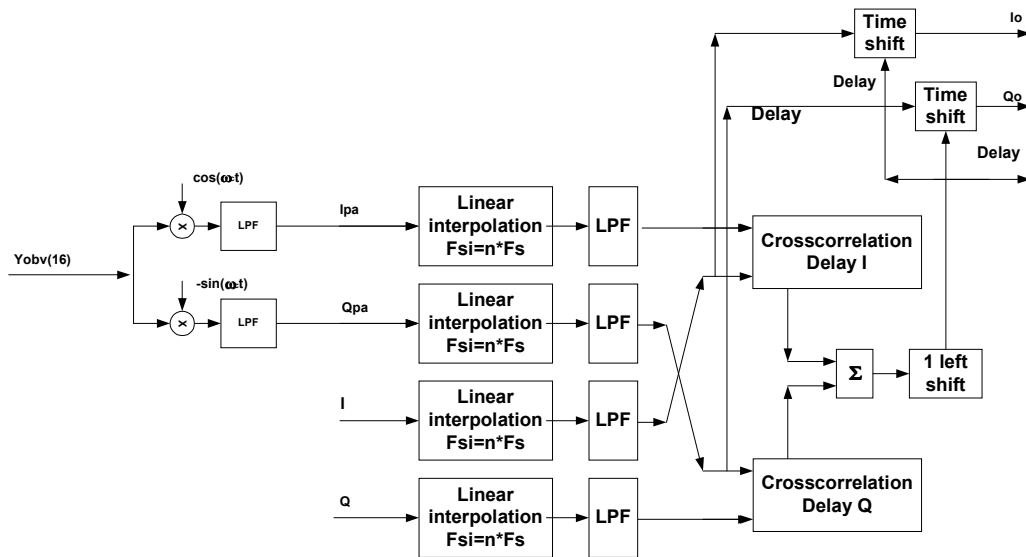 Io
Time
shift
Delay
Time
shift
Qo
Delay
Delay
cos(ωct)
LPF
Ipa
Linear
interpolation
Fsi=n*Fs
LPF
Crosscorrelation
Delay I
Yobv(16)
-sin(ωct)
LPF
Qpa
Linear
interpolation
Fsi=n*Fs
LPF
Σ
1 left
shift
I
Linear
interpolation
Fsi=n*Fs
LPF
Crosscorrelation
Delay Q
Q
Linear
interpolation
Fsi=n*Fs
LPF